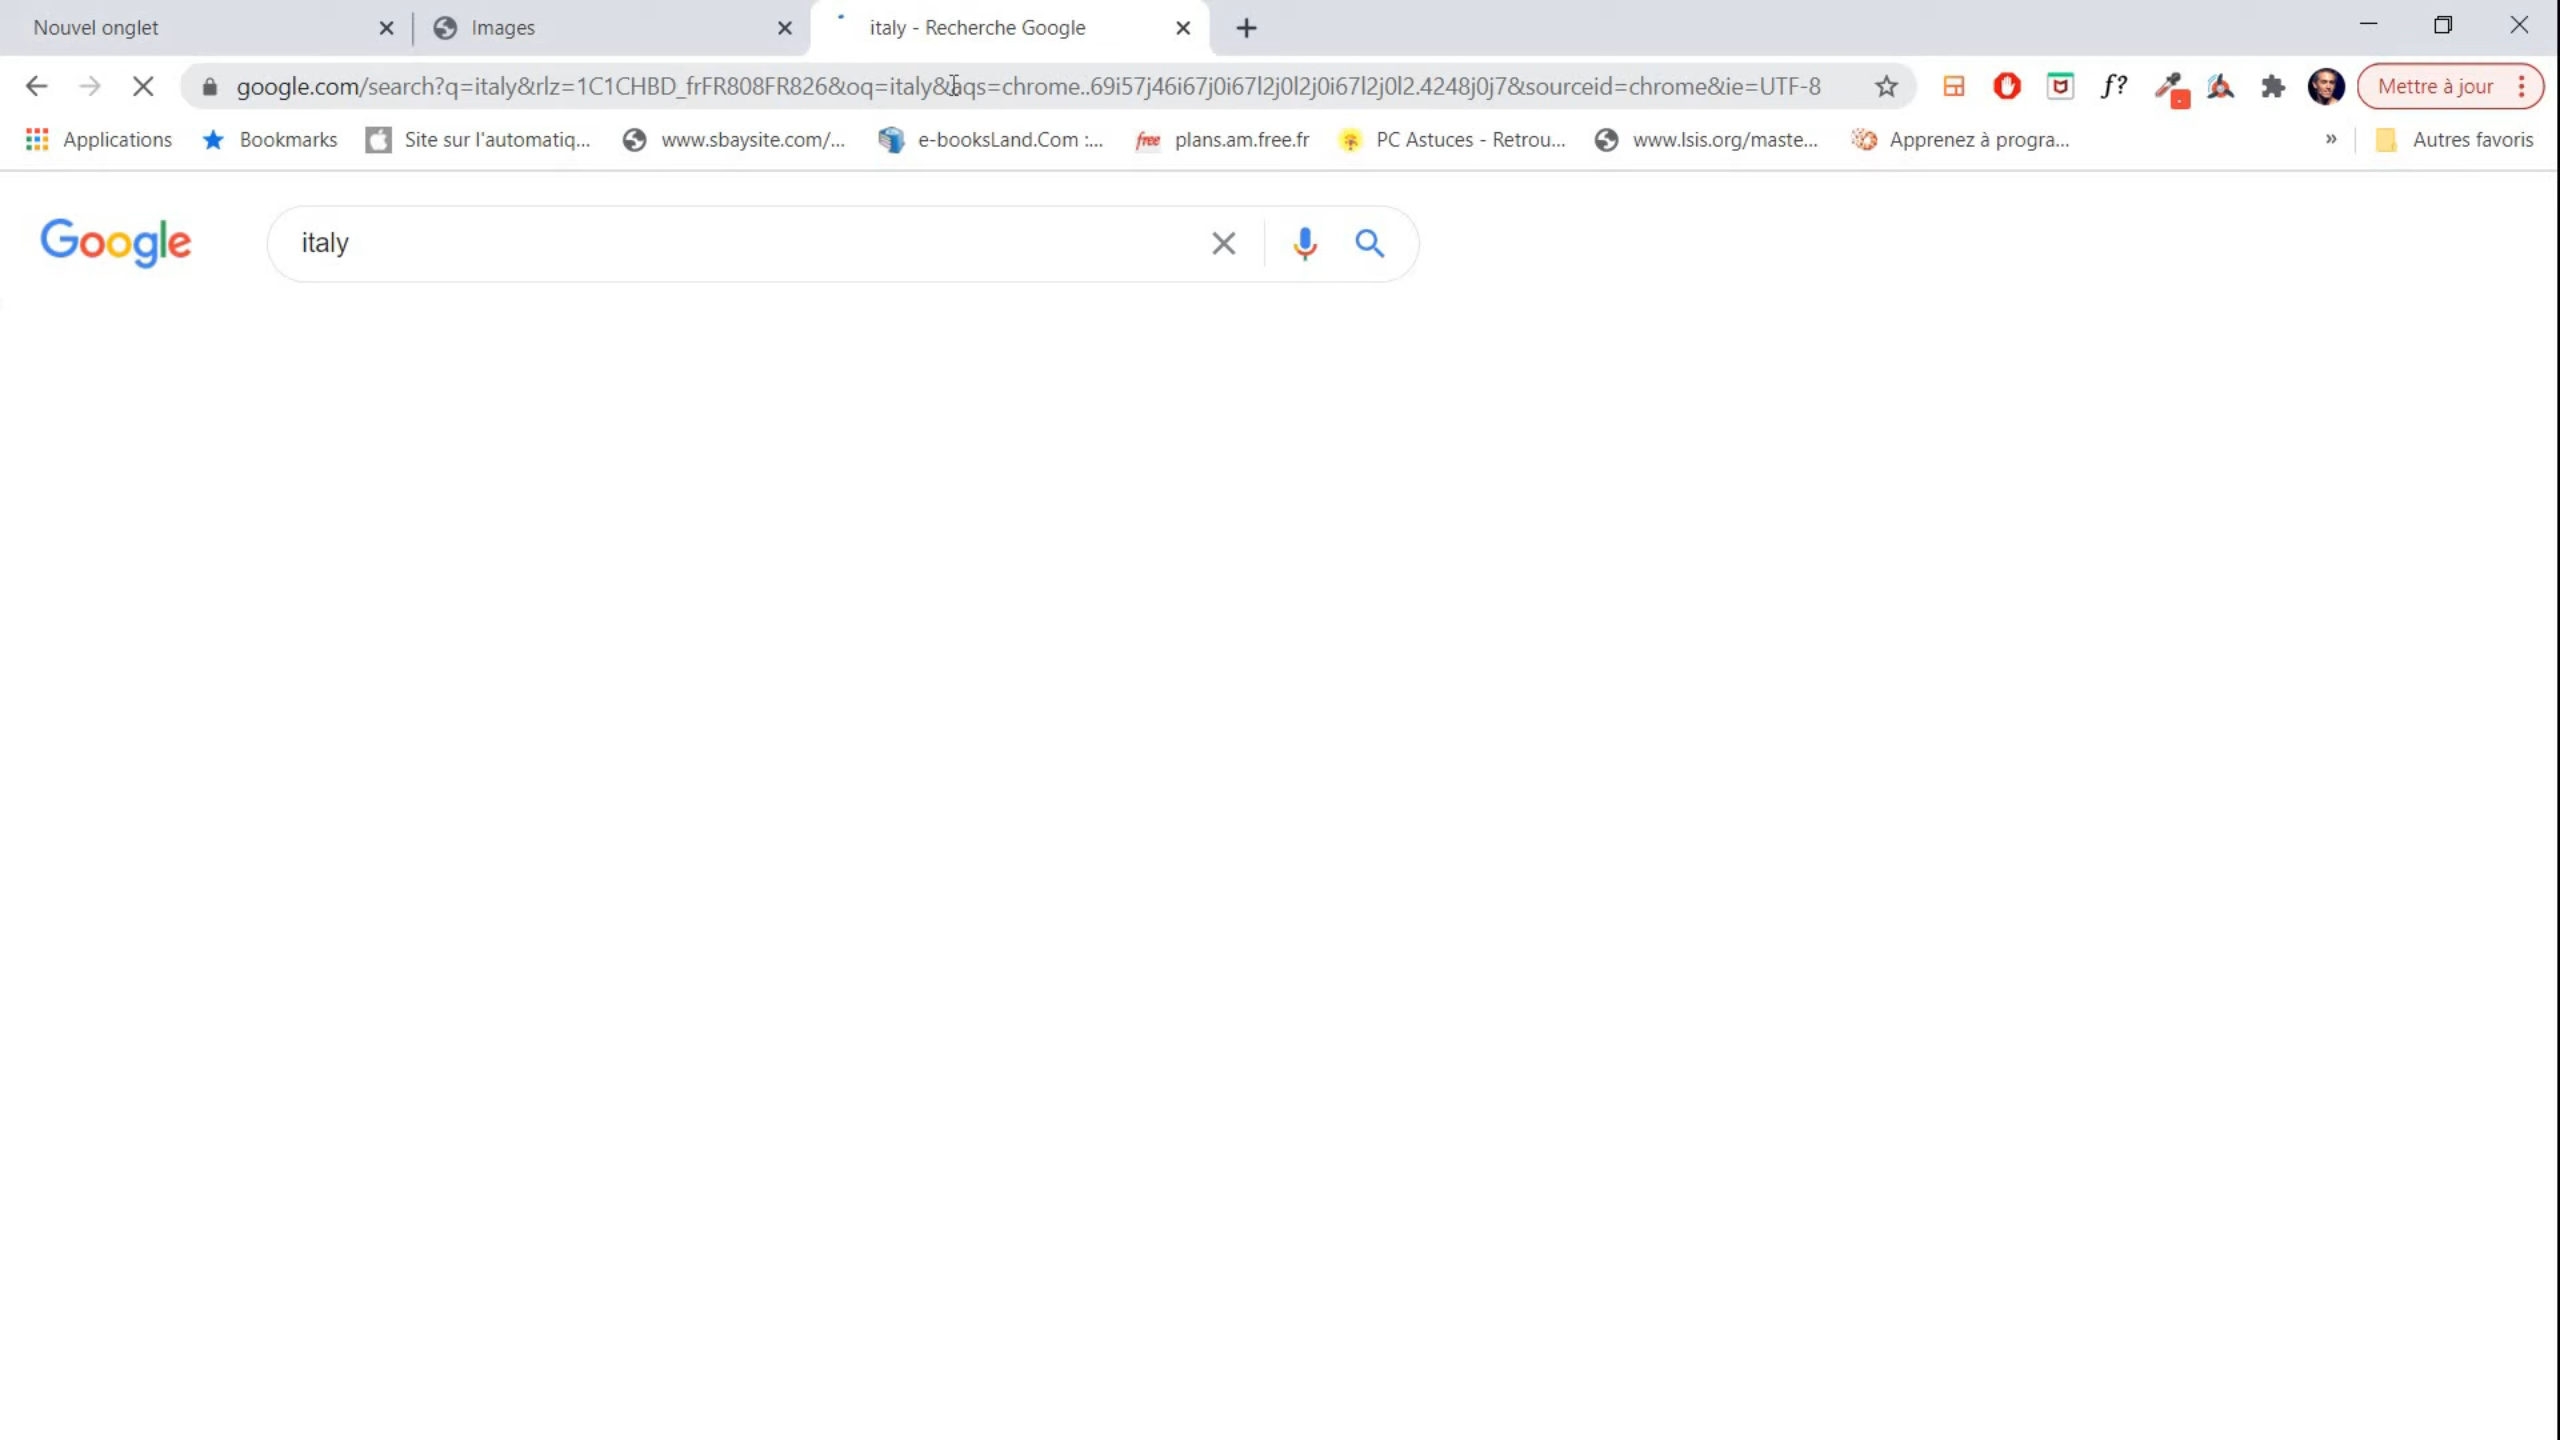 Nouvel onglet Images italy - Recherche Google
google.com/search?q=italy&rlz=1C1CHBD_frFR808FR826&oq=italy&aqs=chrome..69i57j46i67j0i67l2j0l2j0i67l2j0l2.4248j0j7&sourceid=chrome&ie=UTF-8 f? Mettre à jour
Applications Bookmarks Site sur l'automatiq... www.sbaysite.com/... e-booksLand.Com :... free plans.am.free.fr PC Astuces - Retrou... www.lsis.org/maste... Apprenez à progra... » Autres favoris
Google italy